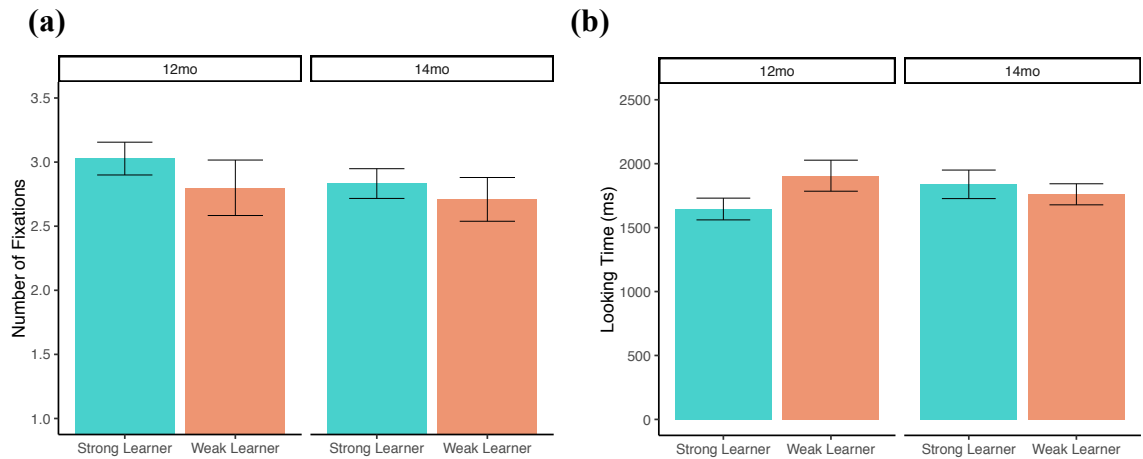 (a)
12mo
14mo
Number of Fixations
3.5
3.0
2.5
2.0
1.5
1.0
Strong Learner
Weak Learner
Strong Learner
Weak Learner
(b)
12mo
14mo
Looking Time (ms)
2500
2000
1500
1000
500
0
Strong Learner
Weak Learner
Strong Learner
Weak Learner